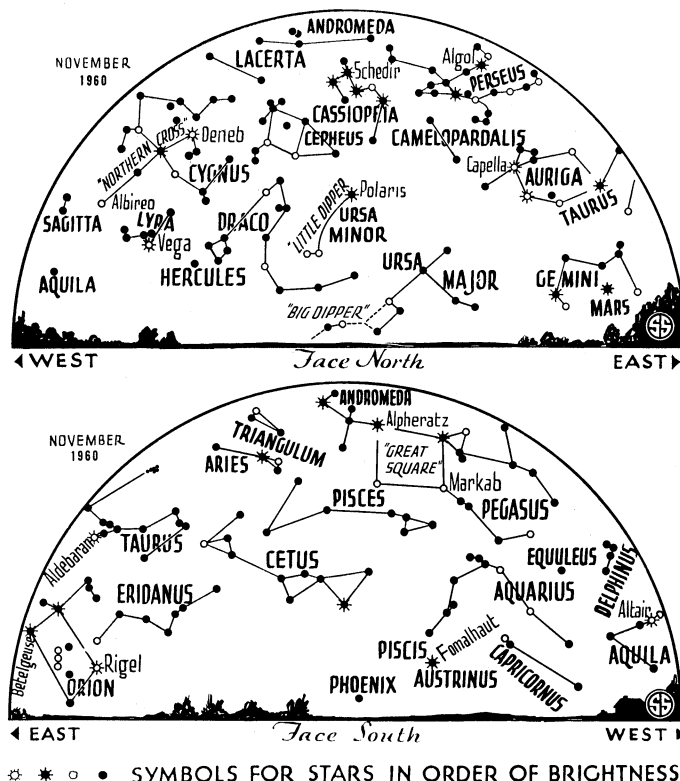 ANDROMEDA
LACERTA
NOVEMBER
1960
Schedir
Algol
PERSEUS
CASSIOPEIA
"NORTHERN CROSS"
Deneb
CEPHEUS
CAMELOPARDALIS
CYGNUS
Capella
AURIGA
Albireo
"LITTLE DIPPER"
Polaris
TAURUS
SAGITTA
LYRA
DRACO
URSA
MINOR
Vega
HERCULES
URSA
MAJOR
AQUILA
GEMINI
MARS
"BIG DIPPER"
SS
WEST
Face North
EAST
ANDROMEDA
NOVEMBER
1960
TRIANGULUM
Alpheratz
ARIES
"GREAT
SQUARE"
Markab
PISCES
PEGASUS
Aldebaran
TAURUS
CETUS
EQUULEUS
DELPHINUS
ERIDANUS
AQUARIUS
Altair
Betelgeuse
Rigel
ORION
PISCIS
AUSTRINUS
Fomalhaut
CAPRICORNUS
AQUILA
PHOENIX
SS
EAST
Face South
WEST
SYMBOLS FOR STARS IN ORDER OF BRIGHTNESS